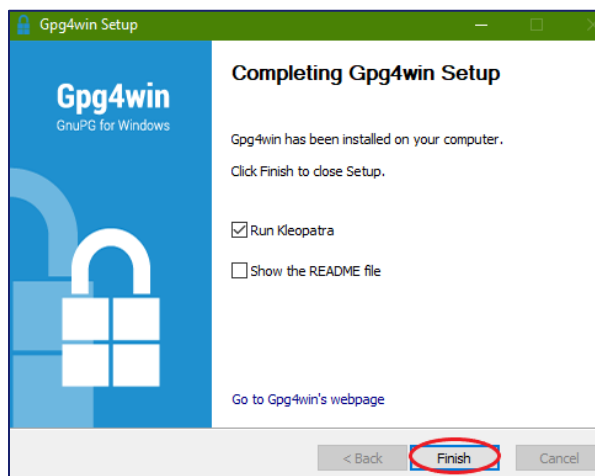 Gpg4win Setup
Gpg4win
GnuPG for Windows
Completing Gpg4win Setup
Gpg4win has been installed on your computer.
Click Finish to close Setup.
Run Kleopatra
Show the README file
Go to Gpg4win's webpage
< Back Finish Cancel